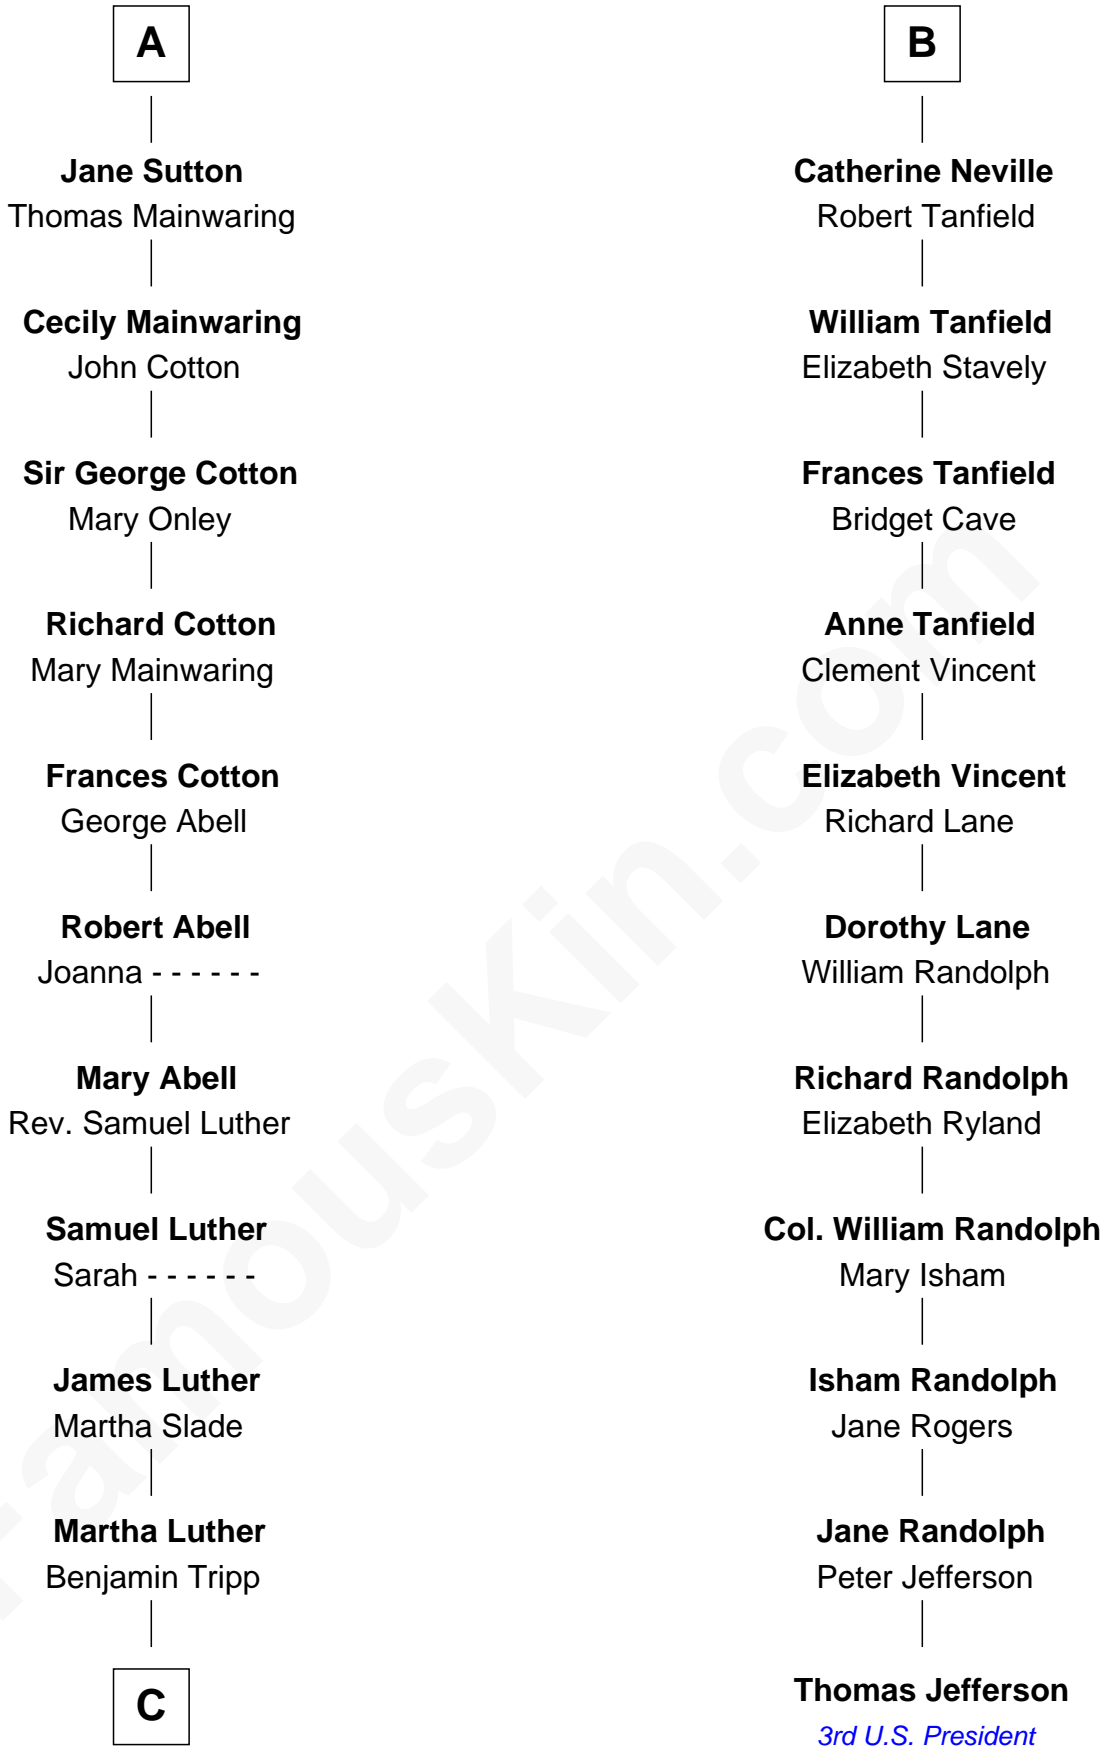 A
Jane Sutton
Thomas Mainwaring
Cecily Mainwaring
John Cotton
Sir George Cotton
Mary Onley
Richard Cotton
Mary Mainwaring
Frances Cotton
George Abell
Robert Abell
Joanna - - - - - -
Mary Abell
Rev. Samuel Luther
Samuel Luther
Sarah - - - - - -
James Luther
Martha Slade
Martha Luther
Benjamin Tripp
C
B
Catherine Neville
Robert Tanfield
William Tanfield
Elizabeth Stavely
Frances Tanfield
Bridget Cave
Anne Tanfield
Clement Vincent
Elizabeth Vincent
Richard Lane
Dorothy Lane
William Randolph
Richard Randolph
Elizabeth Ryland
Col. William Randolph
Mary Isham
Isham Randolph
Jane Rogers
Jane Randolph
Peter Jefferson
Thomas Jefferson
3rd U.S. President
FamousKin.com